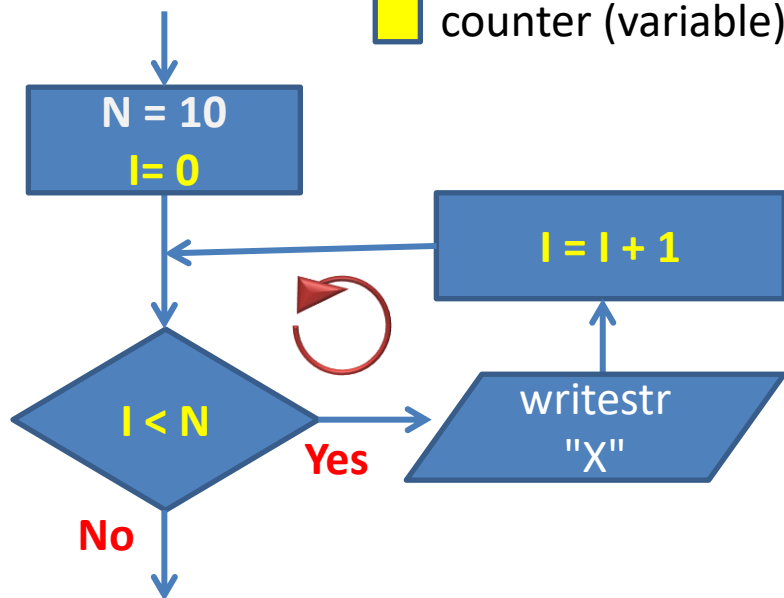 counter (variable)
N = 10
I= 0
I = I + 1
I < N
Yes
writestr
"X"
No